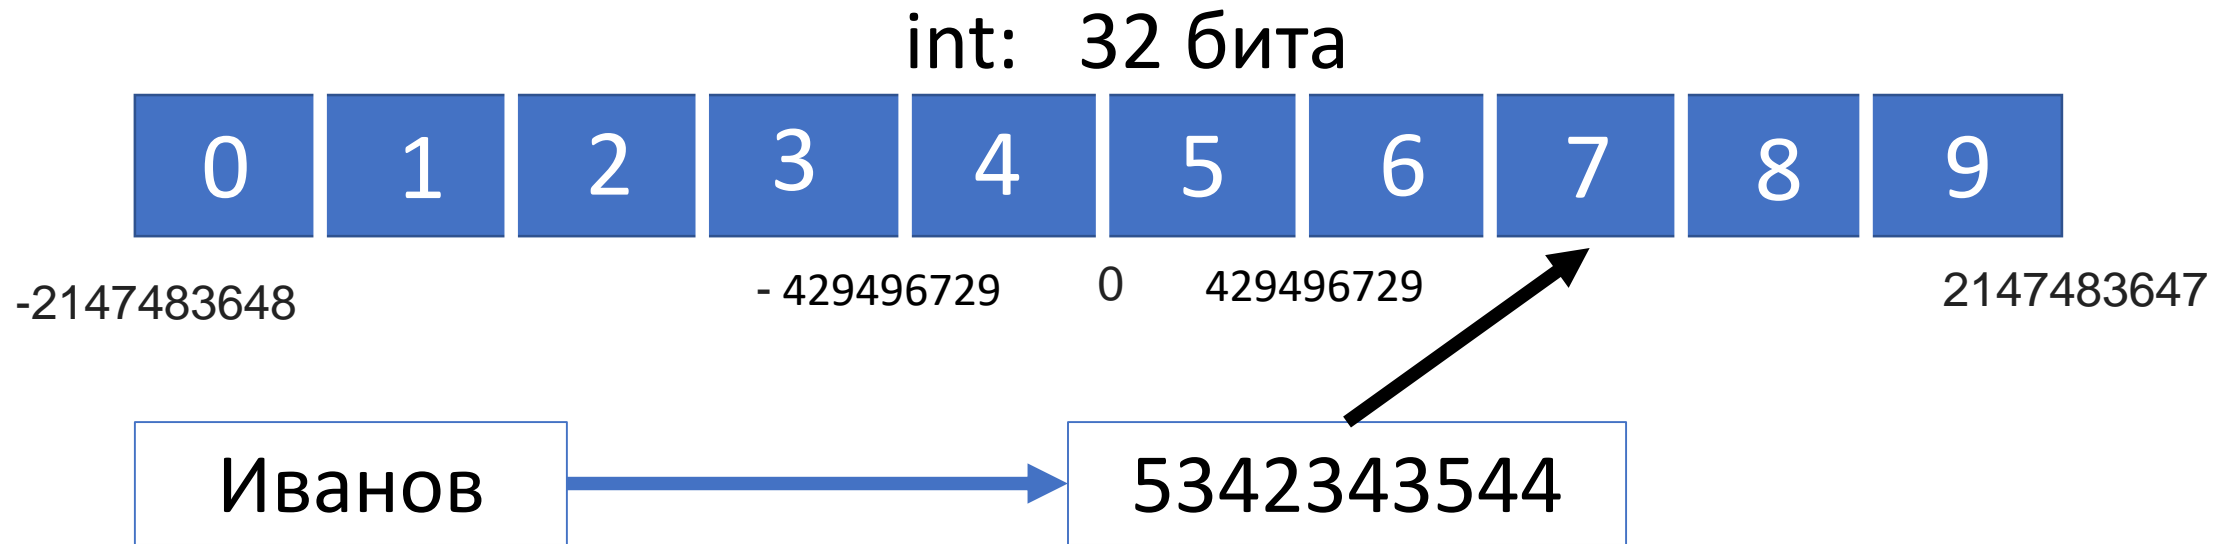 int: 32 бита
0 1 2 3 4 5 6 7 8 9
-2147483648 - 429496729 0 429496729 2147483647
Иванов 5342343544